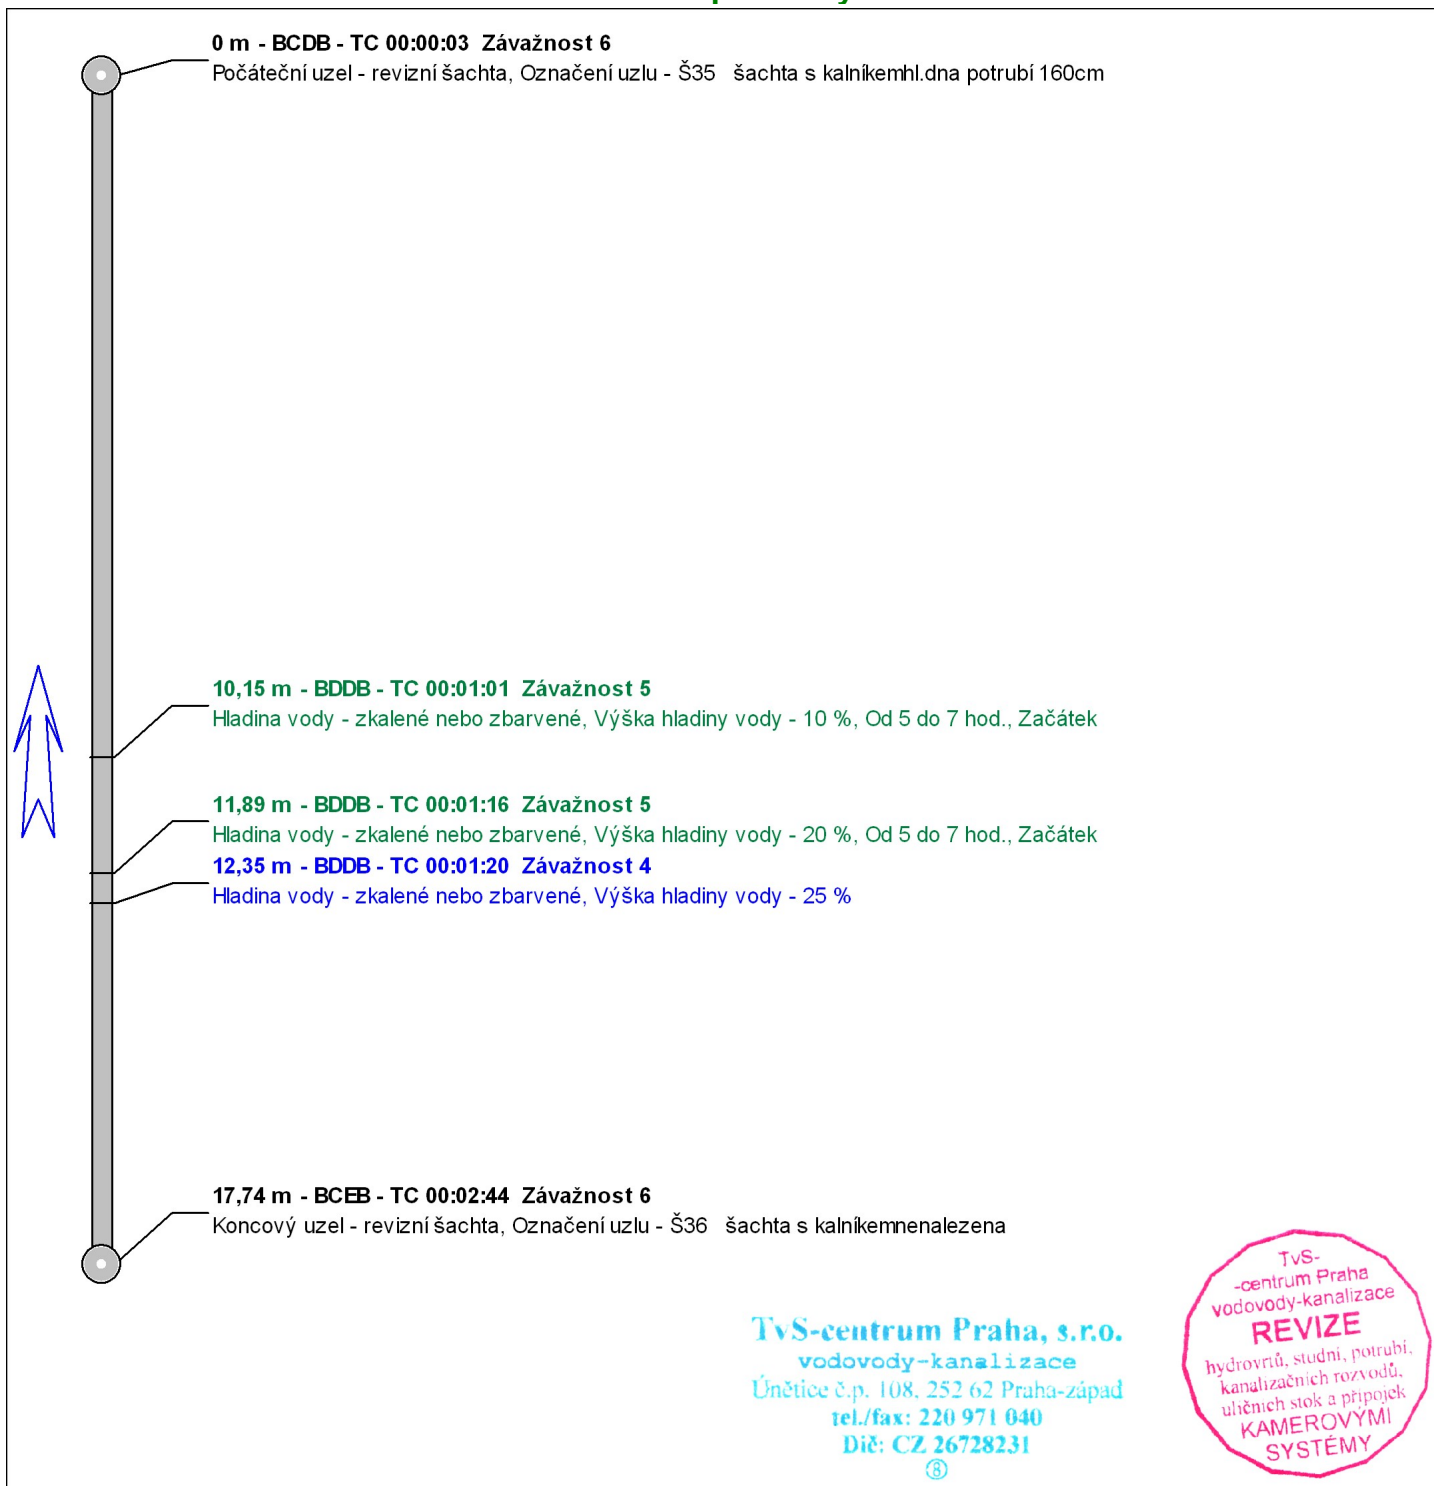 0 m - BCDB - TC 00:00:03 Závažnost 6
Počáteční uzel - revizní šachta, Označení uzlu - Š35 šachta s kalníkemhl.dna potrubí 160cm
10,15 m - BDDB - TC 00:01:01 Závažnost 5
Hladina vody - zkalené nebo zbarvené, Výška hladiny vody - 10 %, Od 5 do 7 hod., Začátek
11,89 m - BDDB - TC 00:01:16 Závažnost 5
Hladina vody - zkalené nebo zbarvené, Výška hladiny vody - 20 %, Od 5 do 7 hod., Začátek
12,35 m - BDDB - TC 00:01:20 Závažnost 4
Hladina vody - zkalené nebo zbarvené, Výška hladiny vody - 25 %
17,74 m - BCEB - TC 00:02:44 Závažnost 6
Koncový uzel - revizní šachta, Označení uzlu - Š36 šachta s kalníkemnenalezena
TvS-centrum Praha, s.r.o.
vodovody-kanalizace
Únětice č.p. 108, 252 62 Praha-západ
tel./fax: 220 971 040
Dič: CZ 26728231
⑧
TvS-
-centrum Praha
vodovody-kanalizace
REVIZE
hydrovrtů, studní, potrubí,
kanalizačních rozvodů,
uličních stok a přípojek
KAMEROVÝMI
SYSTÉMY